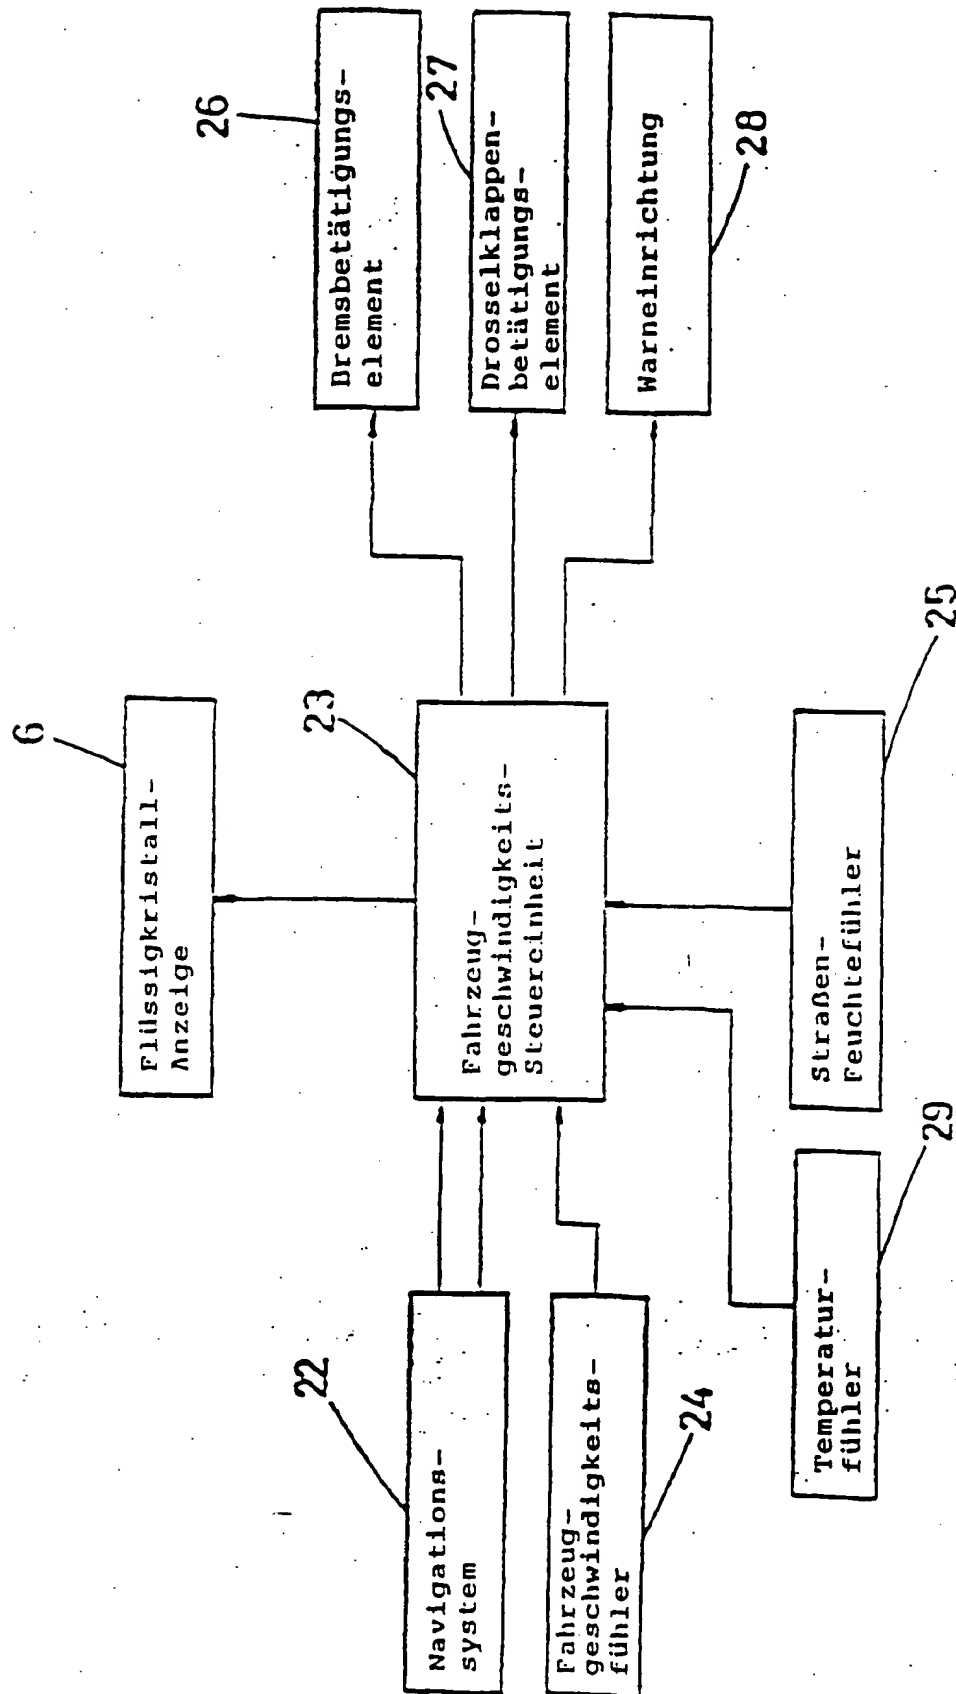 6
Flüssigkristall-
Anzeige
22
Navigations-
system
23
Fahrzeug-
geschwindigkeits-
Steuereinheit
26
Bremsbetätigungs-
element
27
Drosselklappen-
betätigungs-
element
Warneinrichtung
28
Fahrzeug-
geschwindigkeits-
fühler
24
Temperatur-
fühler
29
Straßen-
Feuchtefühler
25